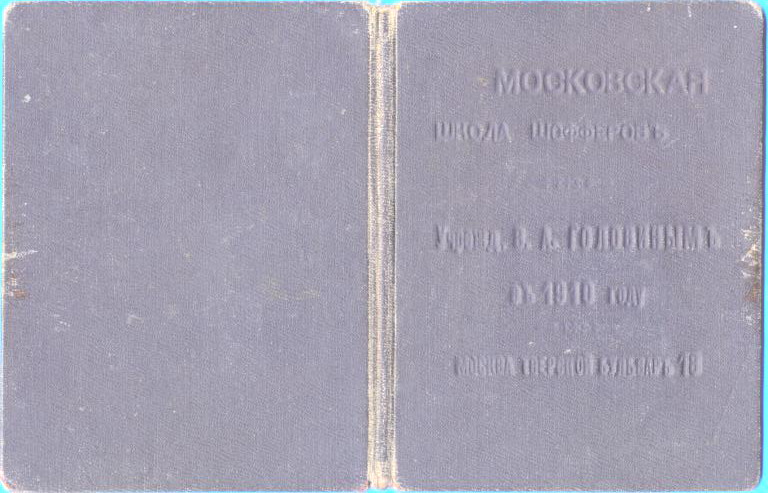 МОСКОВСКАЯ
ШКОЛА ШОФФЕРОВЪ
Учрежд. В. А. ГОЛОВИНЫМЪ
въ 1910 году
МОСКВА ТВЕРСКОЙ БУЛЬВАРЪ 18